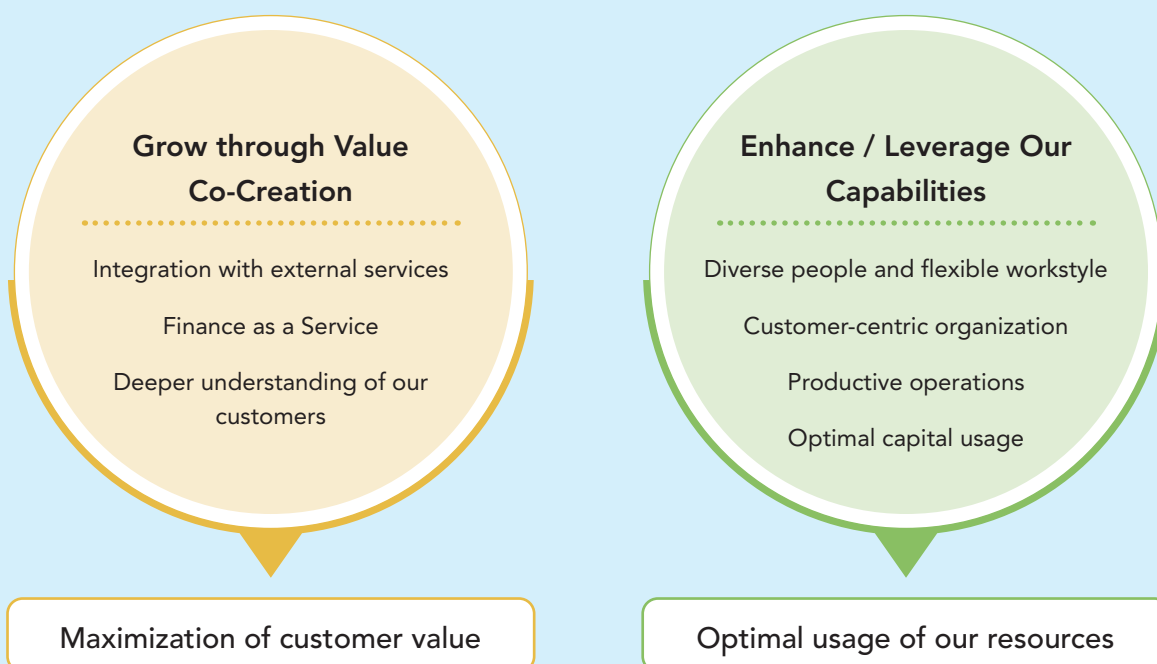 Grow through Value
Co-Creation
Integration with external services
Finance as a Service
Deeper understanding of our
customers
Maximization of customer value
Enhance / Leverage Our
Capabilities
Diverse people and flexible workstyle
Customer-centric organization
Productive operations
Optimal capital usage
Optimal usage of our resources